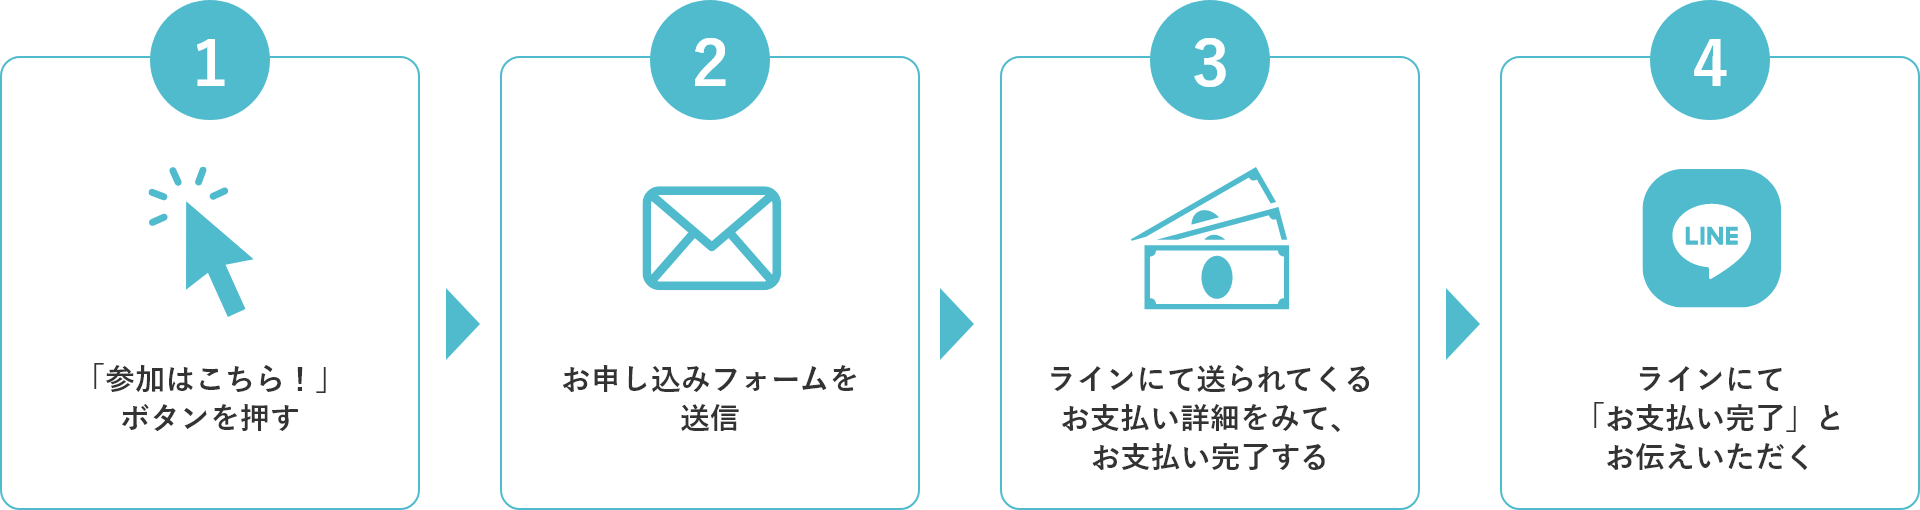 1
「参加はこちら！」
ボタンを押す
2
お申し込みフォームを
送信
3
ラインにて送られてくる
お支払い詳細をみて、
お支払い完了する
4
LINE
ラインにて
「お支払い完了」と
お伝えいただく